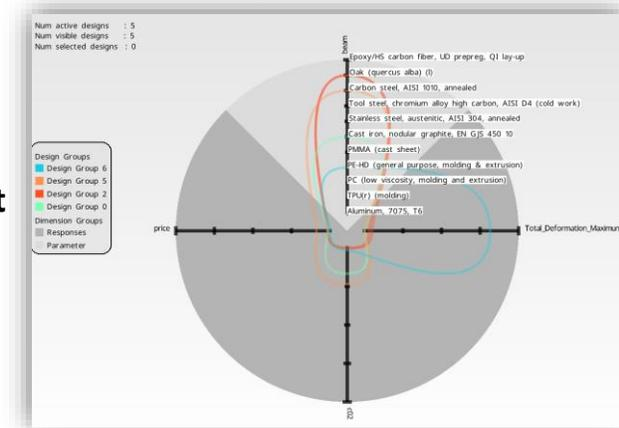 Num active designs : 5
Num visible designs : 5
Num selected designs : 0
beam
Epoxy/HS carbon fiber, UD prepreg, QI lay-up
Oak (quercus alba) (l)
Carbon steel, AISI 1010, annealed
Tool steel, chromium alloy high carbon, AISI D4 (cold work)
Stainless steel, austenitic, AISI 304, annealed
Cast iron, nodular graphite, EN GJS 450 10
PMMA (cast sheet)
PE-HD (general purpose, molding & extrusion)
PC (low viscosity, molding and extrusion)
TPU(r) (molding)
Aluminum, 7075, T6
Design Groups
Design Group 6
Design Group 5
Design Group 2
Design Group 0
Dimension Groups
Responses
Parameter
t
price
Total_Deformation_Maximum
c02